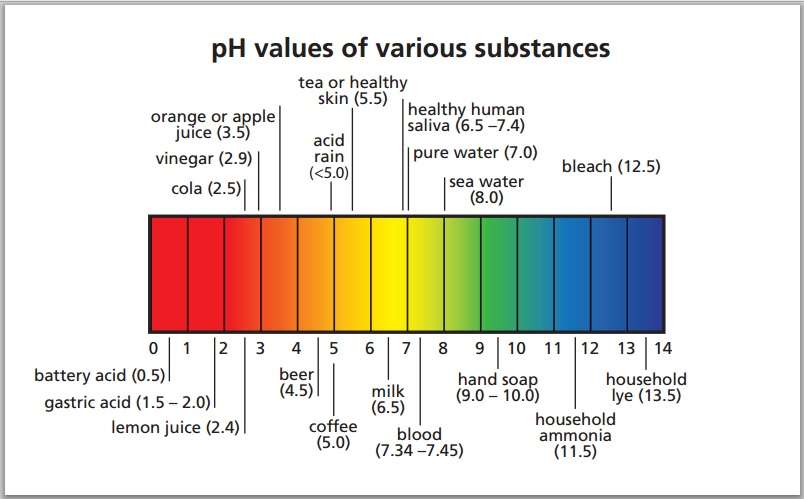 pH values of various substances
tea or healthy
skin (5.5)
orange or apple
juice (3.5)
healthy human
saliva (6.5 –7.4)
acid
rain
(<5.0)
vinegar (2.9)
pure water (7.0)
bleach (12.5)
cola (2.5)
sea water
(8.0)
0 1 2 3 4 5 6 7 8 9 10 11 12 13 14
battery acid (0.5)
gastric acid (1.5 – 2.0)
lemon juice (2.4)
beer
(4.5)
coffee
(5.0)
milk
(6.5)
blood
(7.34 –7.45)
hand soap
(9.0 – 10.0)
household
ammonia
(11.5)
household
lye (13.5)